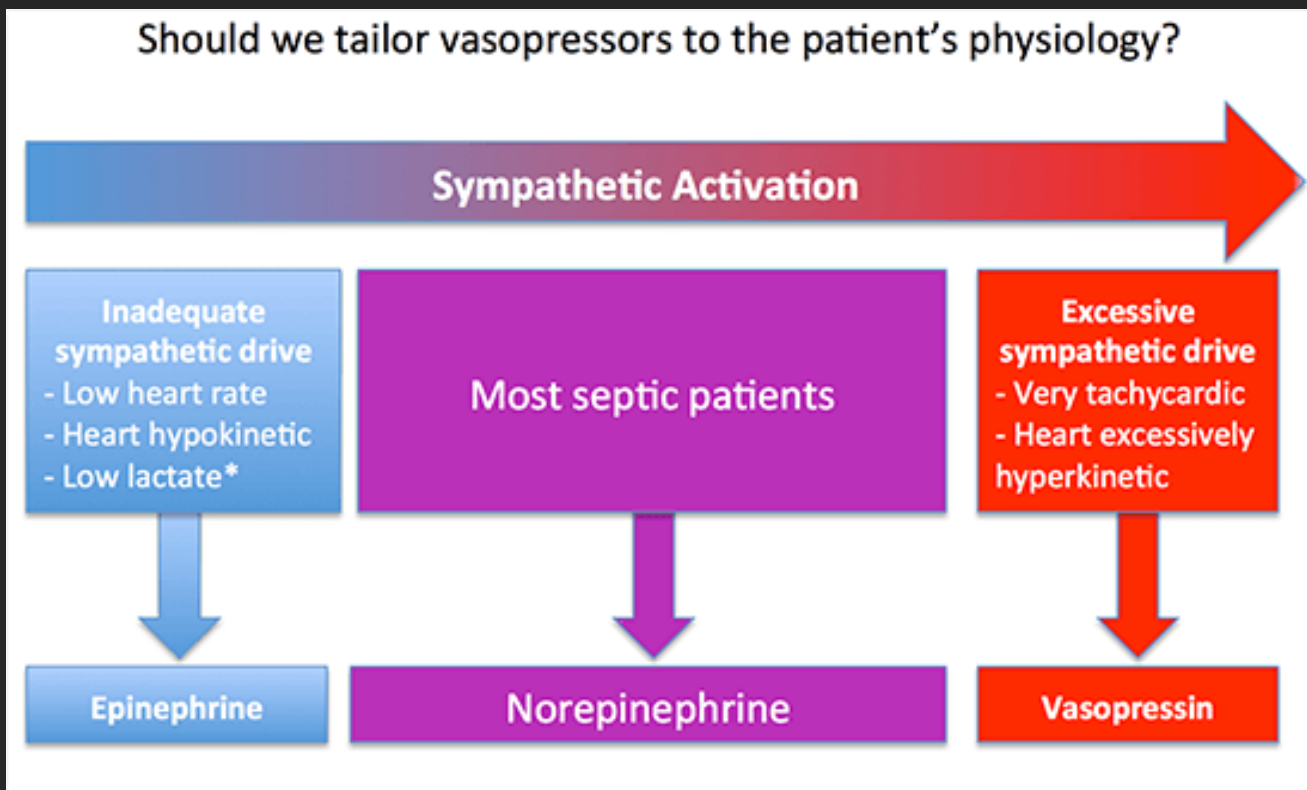 Should we tailor vasopressors to the patient's physiology?
Sympathetic Activation
Inadequate
sympathetic drive
- Low heart rate
- Heart hypokinetic
- Low lactate*
Most septic patients
Excessive
sympathetic drive
- Very tachycardic
- Heart excessively
hyperkinetic
Epinephrine
Norepinephrine
Vasopressin